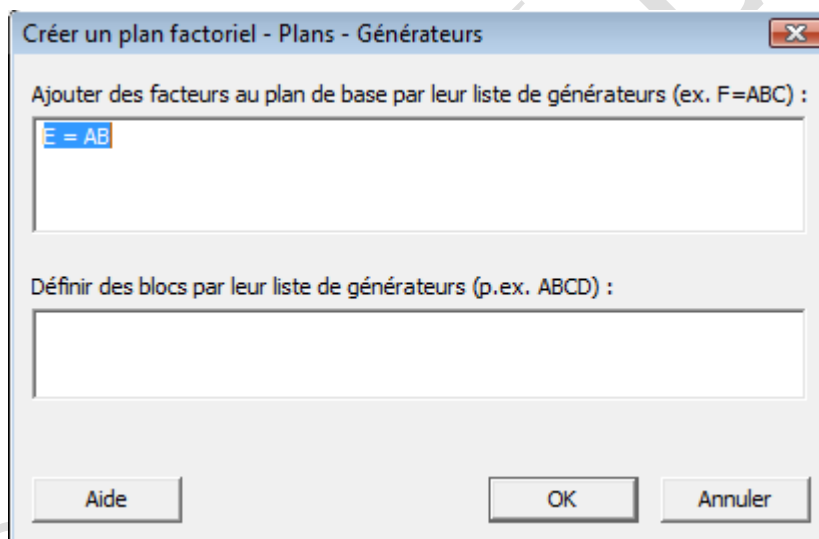 Créer un plan factoriel - Plans - Générateurs
Ajouter des facteurs au plan de base par leur liste de générateurs (ex. F=ABC) :
E = AB
Définir des blocs par leur liste de générateurs (p.ex. ABCD) :
Aide
OK
Annuler